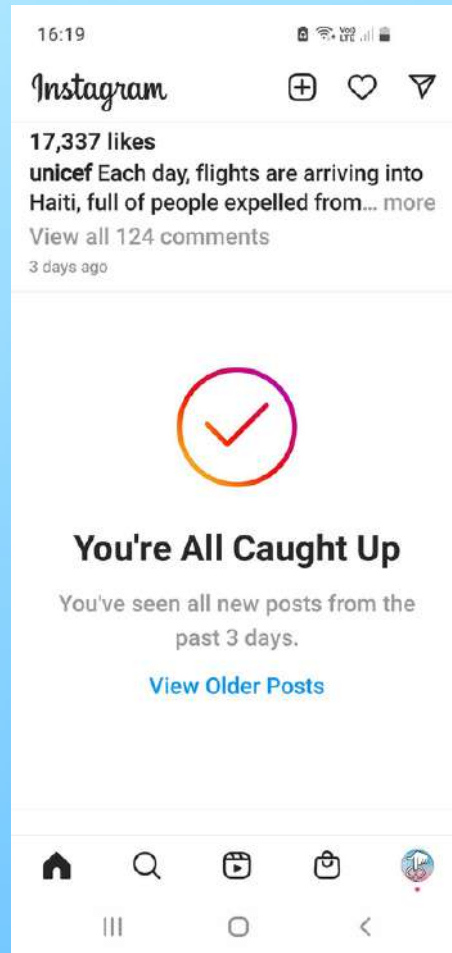 16:19
Vo)) LTE
Instagram
17,337 likes
unicef Each day, flights are arriving into
Haiti, full of people expelled from... more
View all 124 comments
3 days ago
You're All Caught Up
You've seen all new posts from the
past 3 days.
View Older Posts